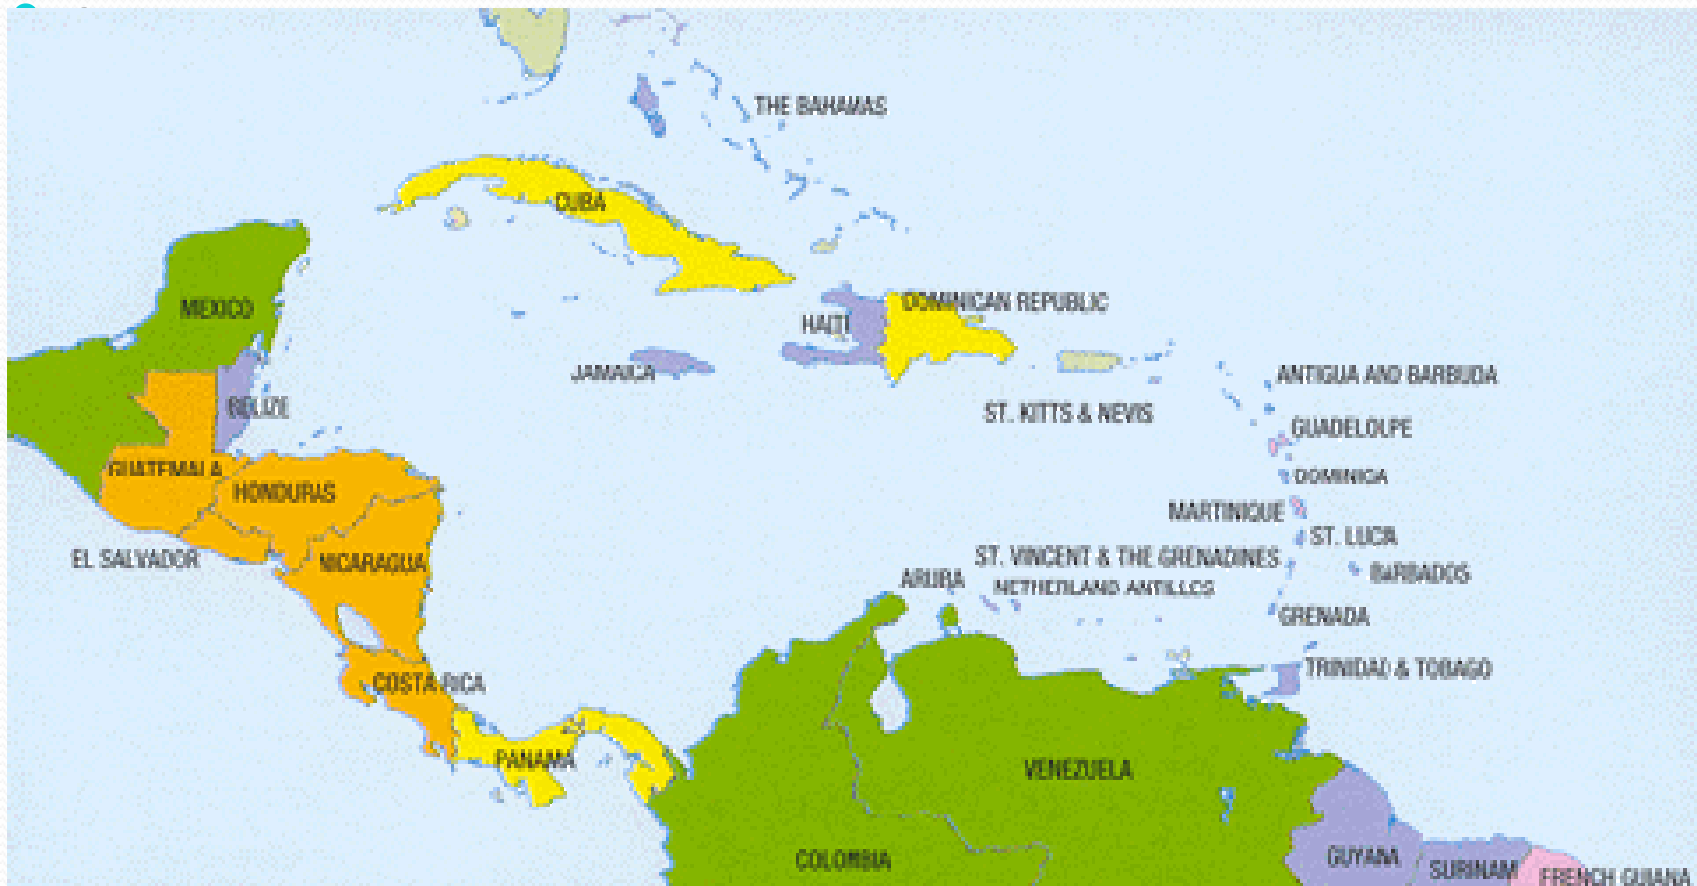 THE BAHAMAS
CUBA
MEXICO
DOMINICAN REPUBLIC
HAITI
JAMAICA
ANTIGUA AND BARBUDA
BELIZE
ST. KITTS & NEVIS
GUADELOLPE
GUATEMALA
DOMINICA
HONDURAS
MARTINIQUE
ST. LUCIA
EL SALVADOR
NICARAGUA
ST. VINCENT & THE GRENADINES
BARBADOS
ARUBA
NETHERLAND ANTILLES
GRENADA
TRINIDAD & TOBAGO
COSTA RICA
PANAMA
VENEZUELA
COLOMBIA
GUYANA
SURINAM
FRENCH GUIANA